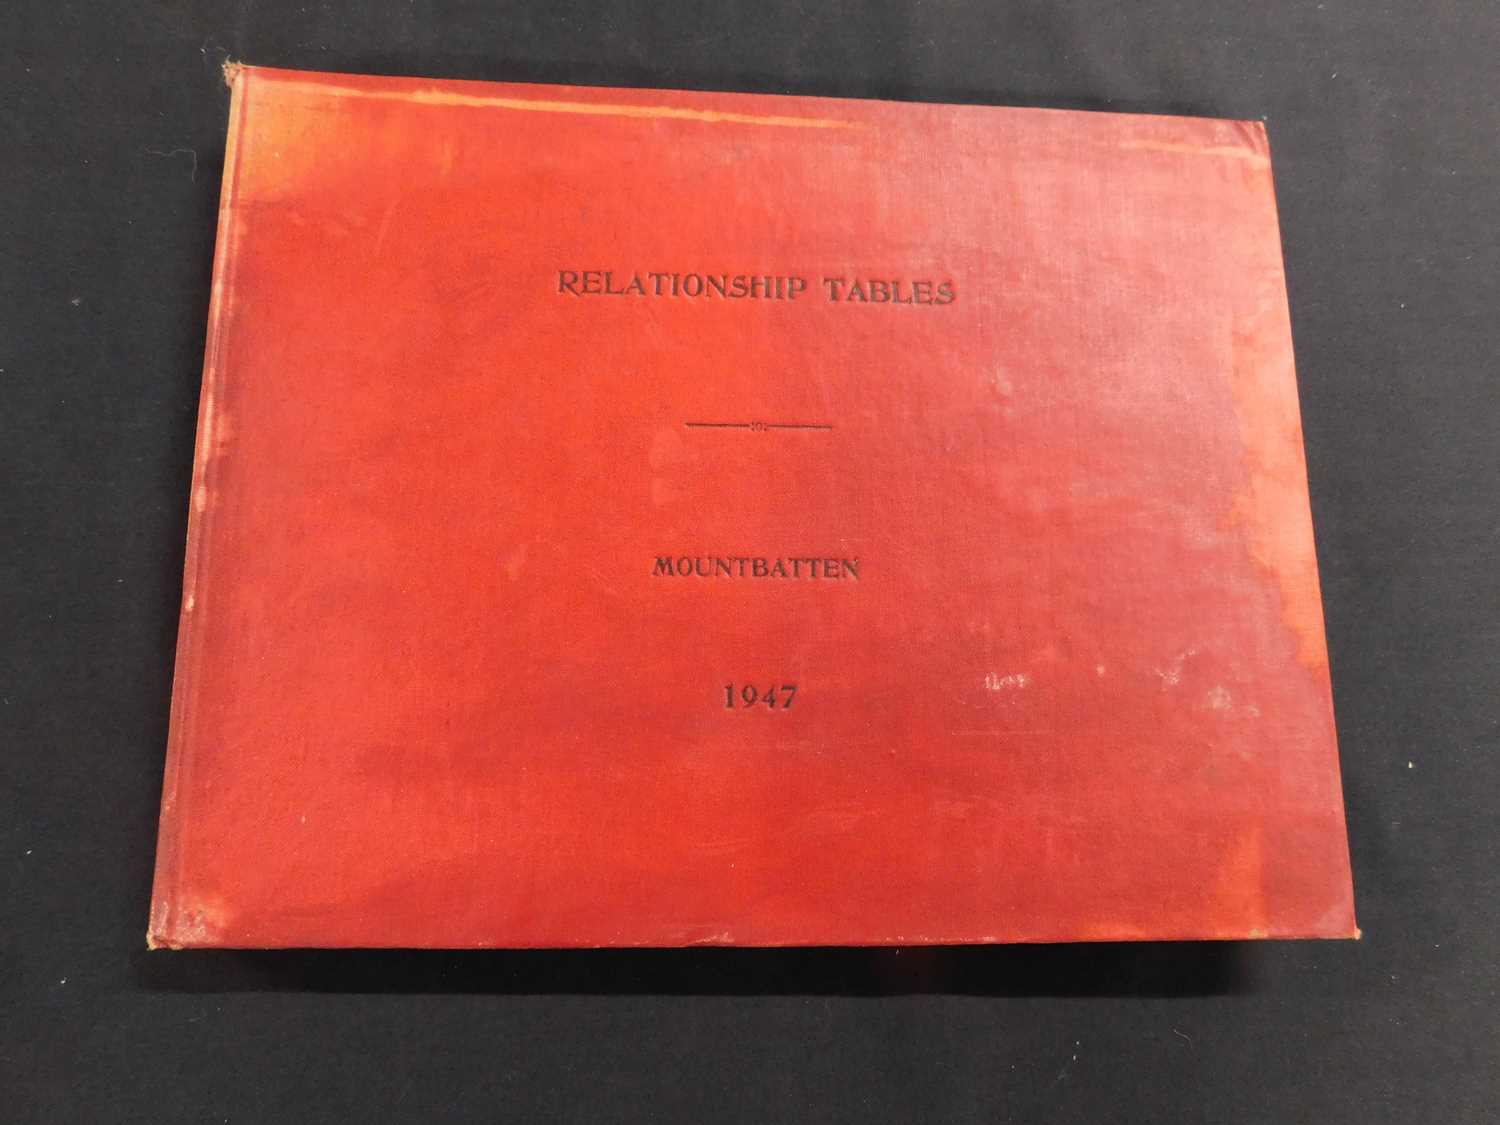 RELATIONSHIP TABLES
MOUNTBATTEN
1947